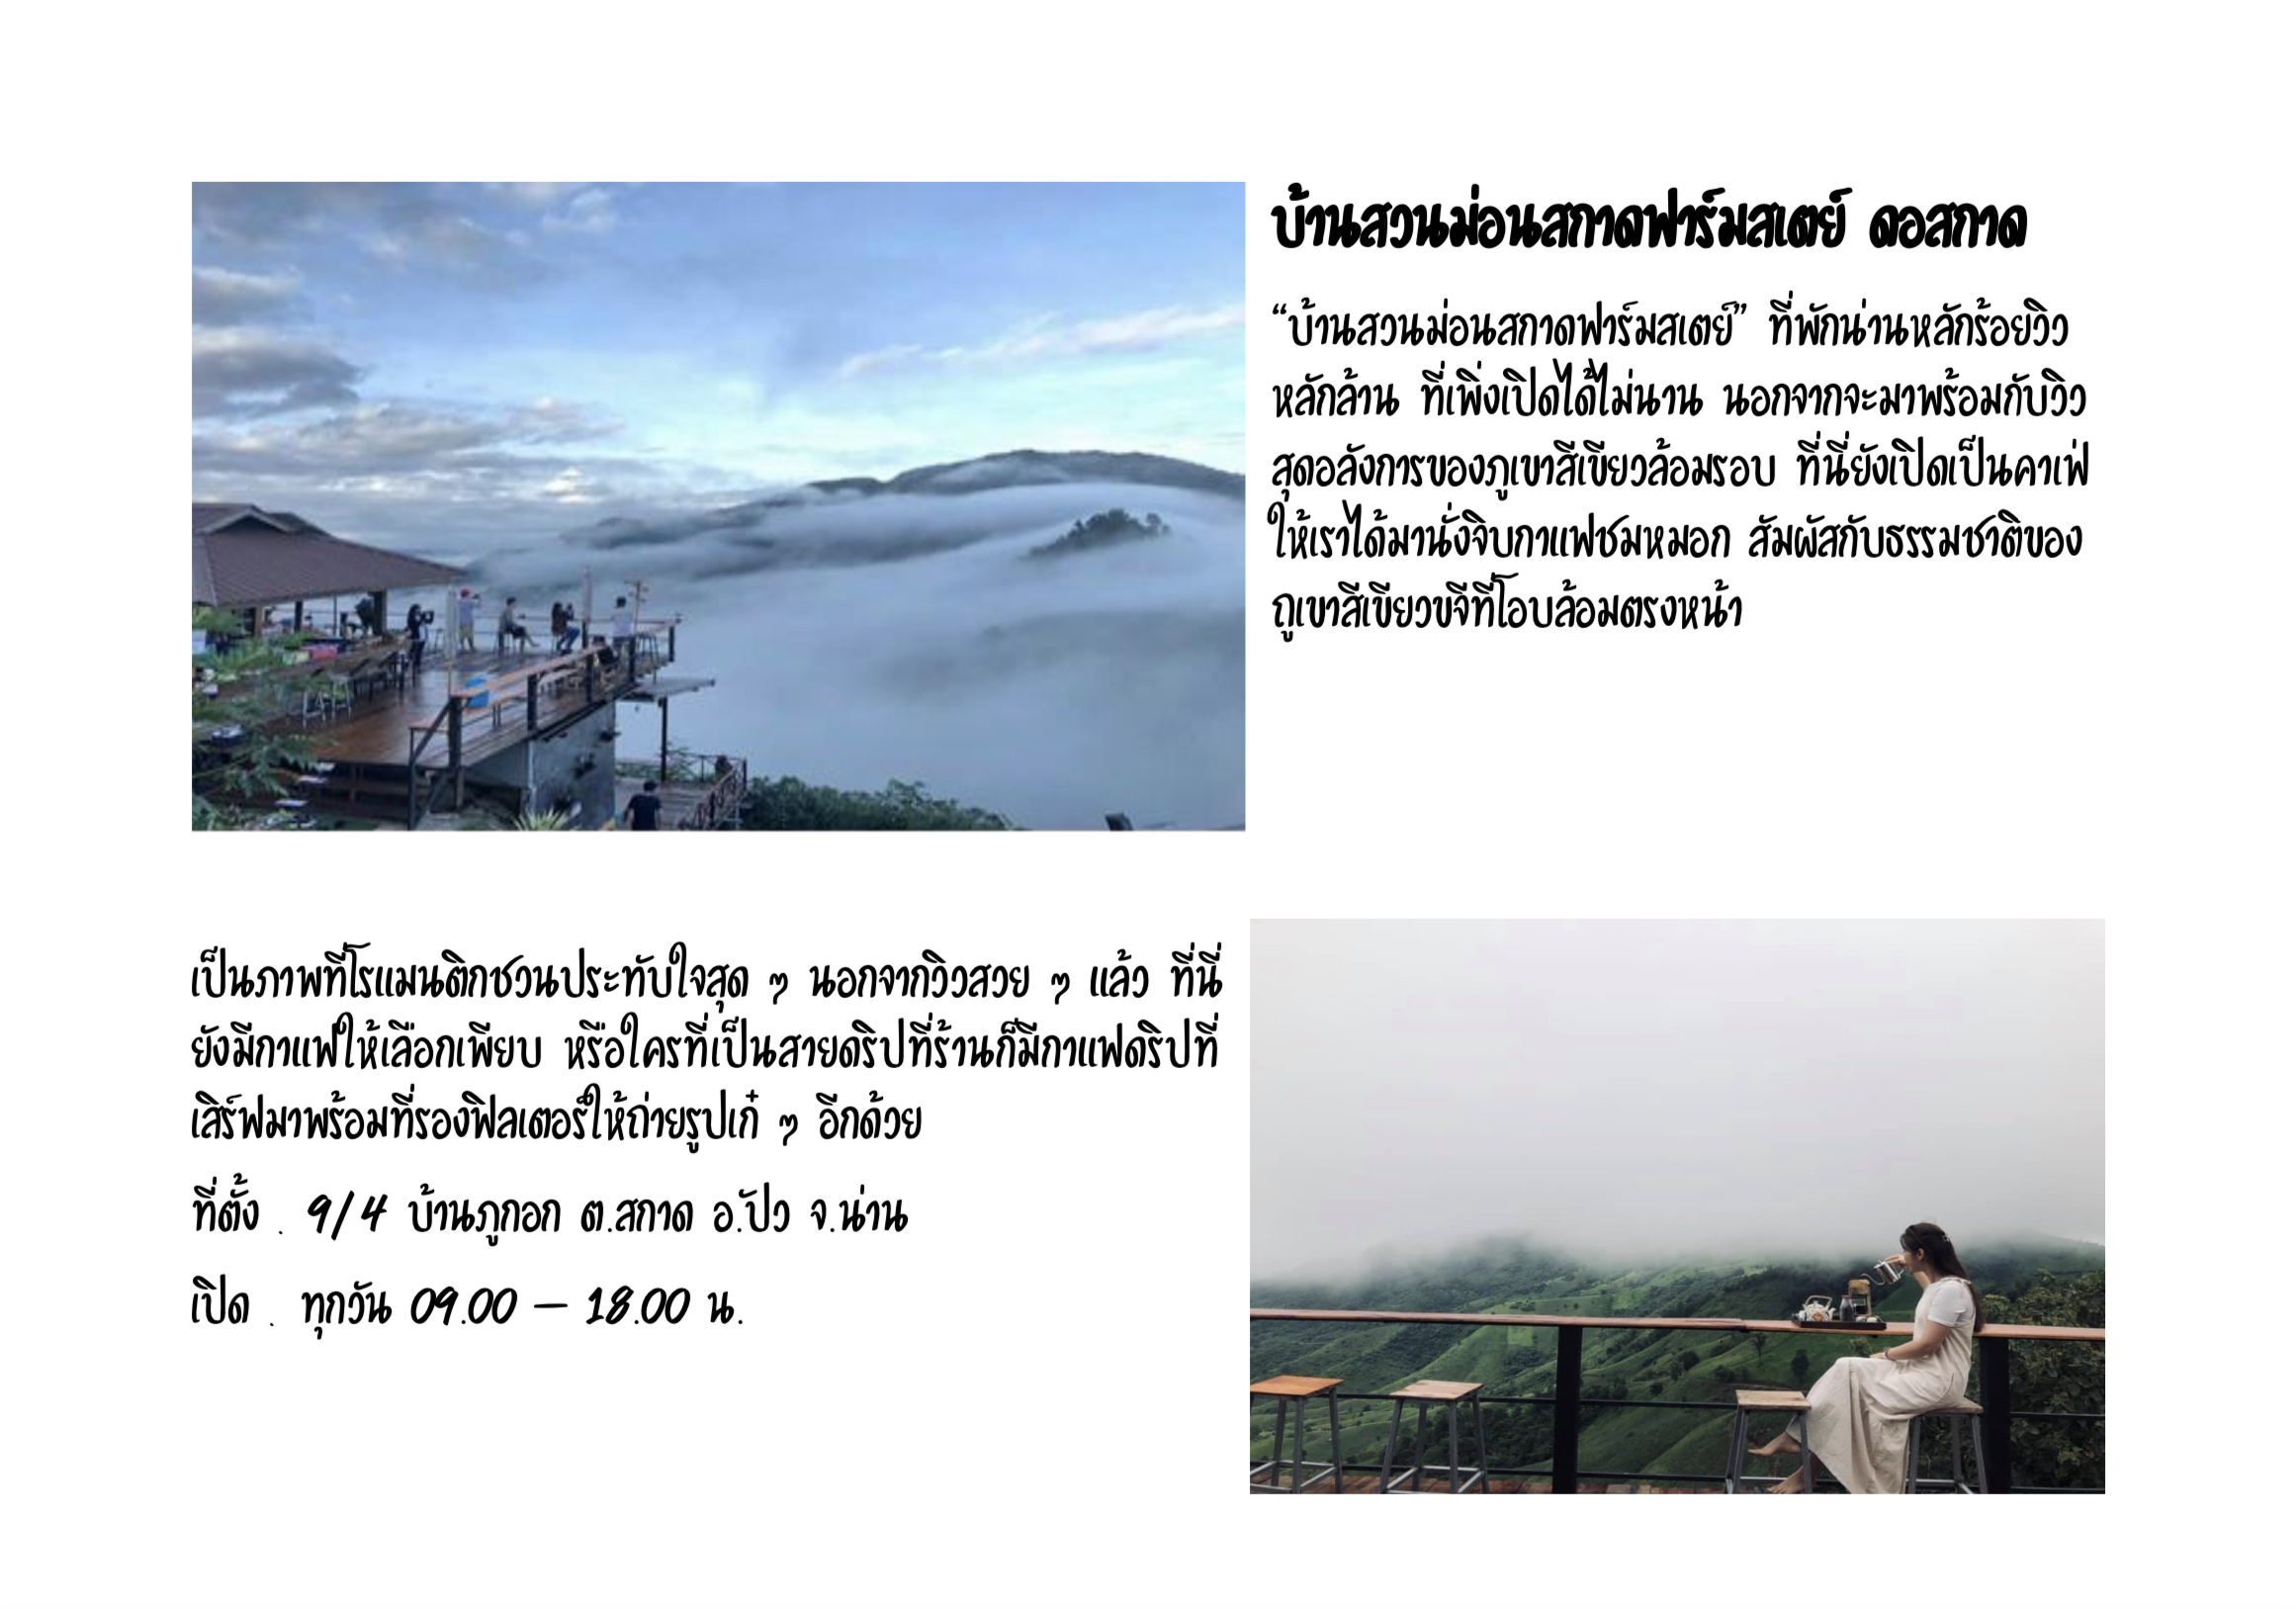 บ้านสวนม่อนสกาดฟาร์มสเตย์ ดอสกาด
“บ้านสวนม่อนสกาดฟาร์มสเตย์” ที่พักน่านหลักร้อยวิว
หลักล้าน ที่เพิ่งเปิดได้ไม่นาน นอกจากจะมาพร้อมกับวิว
สุดอลังการของภูเขาสีเขียวล้อมรอบ ที่นี่ยังเปิดเป็นคาเฟ่
ให้เราได้มานั่งจิบกาแฟชมหมอก สัมผัสกับธรรมชาติของ
ถูเขาสีเขียวขจีที่โอบล้อมตรงหน้า
เป็นภาพที่โรแมนติกชวนประทับใจสุด ๆ นอกจากวิวสวย ๆ แล้ว ที่นี่
ยังมีกาแฟให้เลือกเพียบ หรือใครที่เป็นสายดริปที่ร้านก็มีกาแฟดริปที่
เสิร์ฟมาพร้อมที่รองฟิลเตอร์ให้ถ่ายรูปเก๋ ๆ อีกด้วย
ที่ตั้ง . 9/4 บ้านภูกอก ต.สกาด อ.ปัว จ.น่าน
เปิด . ทุกวัน 09.00 – 18.00 น.